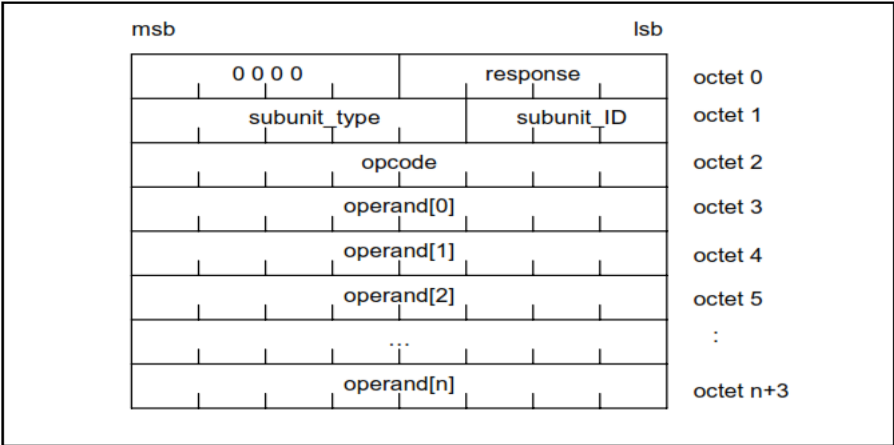 msb lsb
0 0 0 0 response octet 0
subunit_type subunit_ID octet 1
opcode octet 2
operand[0] octet 3
operand[1] octet 4
operand[2] octet 5
... :
operand[n] octet n+3